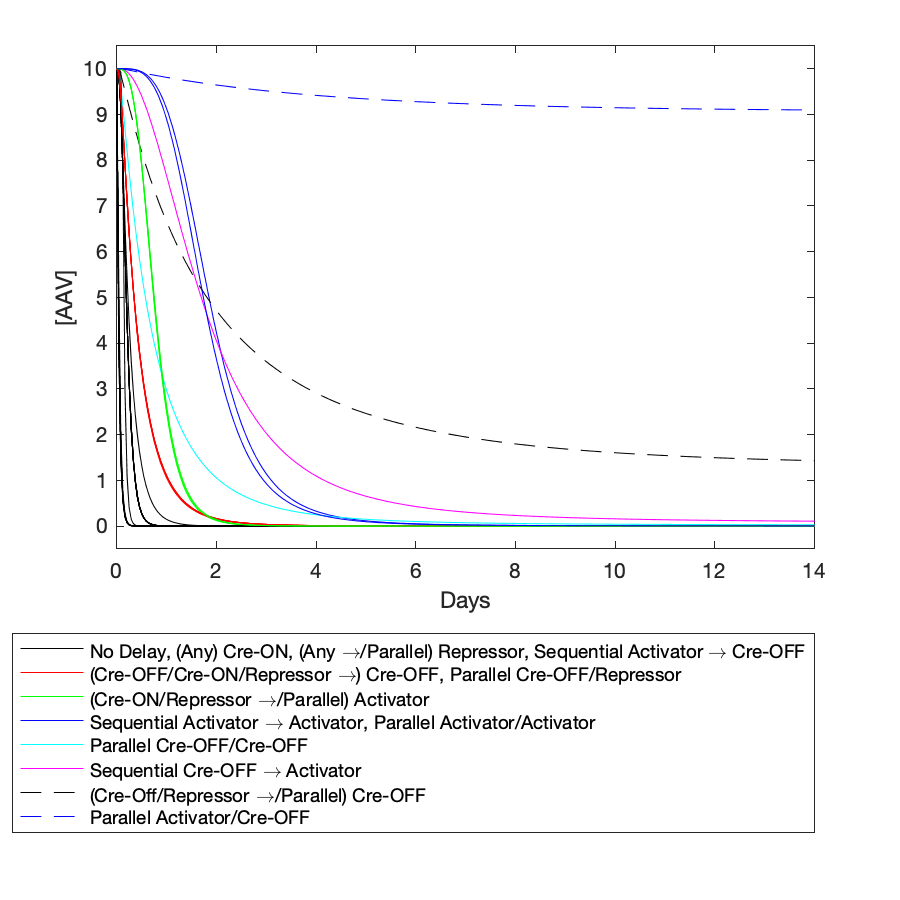 10
9
8
7
6
5
4
3
2
1
0
[AAV]
0 2 4 6 8 10 12 14
Days
No Delay, (Any) Cre-ON, (Any →/Parallel) Repressor, Sequential Activator → Cre-OFF
(Cre-OFF/Cre-ON/Repressor →) Cre-OFF, Parallel Cre-OFF/Repressor
(Cre-ON/Repressor →/Parallel) Activator
Sequential Activator → Activator, Parallel Activator/Activator
Parallel Cre-OFF/Cre-OFF
Sequential Cre-OFF → Activator
(Cre-Off/Repressor →/Parallel) Cre-OFF
Parallel Activator/Cre-OFF